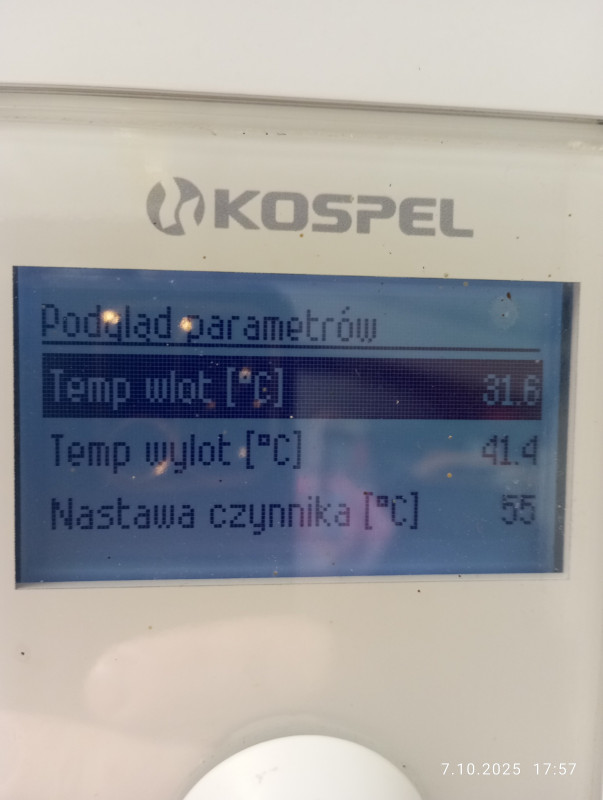 KOSPEL
Podgląd parametrów
Temp wlot [°C] 31.6
Temp wylot [°C] 41.4
Nastawa czynnika [°C] 55
7.10.2025 17:57